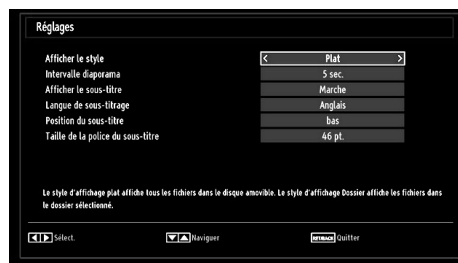 Réglages
Afficher le style < Plat >
Intervalle diaporama 5 sec.
Afficher le sous-titre Marche
Langue de sous-titrage Anglais
Position du sous-titre bas
Taille de la police du sous-titre 46 pt.
Le style d'affichage plat affiche tous les fichiers dans le disque amovible. Le style d'affichage Dossier affiche les fichiers dans
le dossier sélectionné.
Sélect. Naviguer RET/BACK Quitter